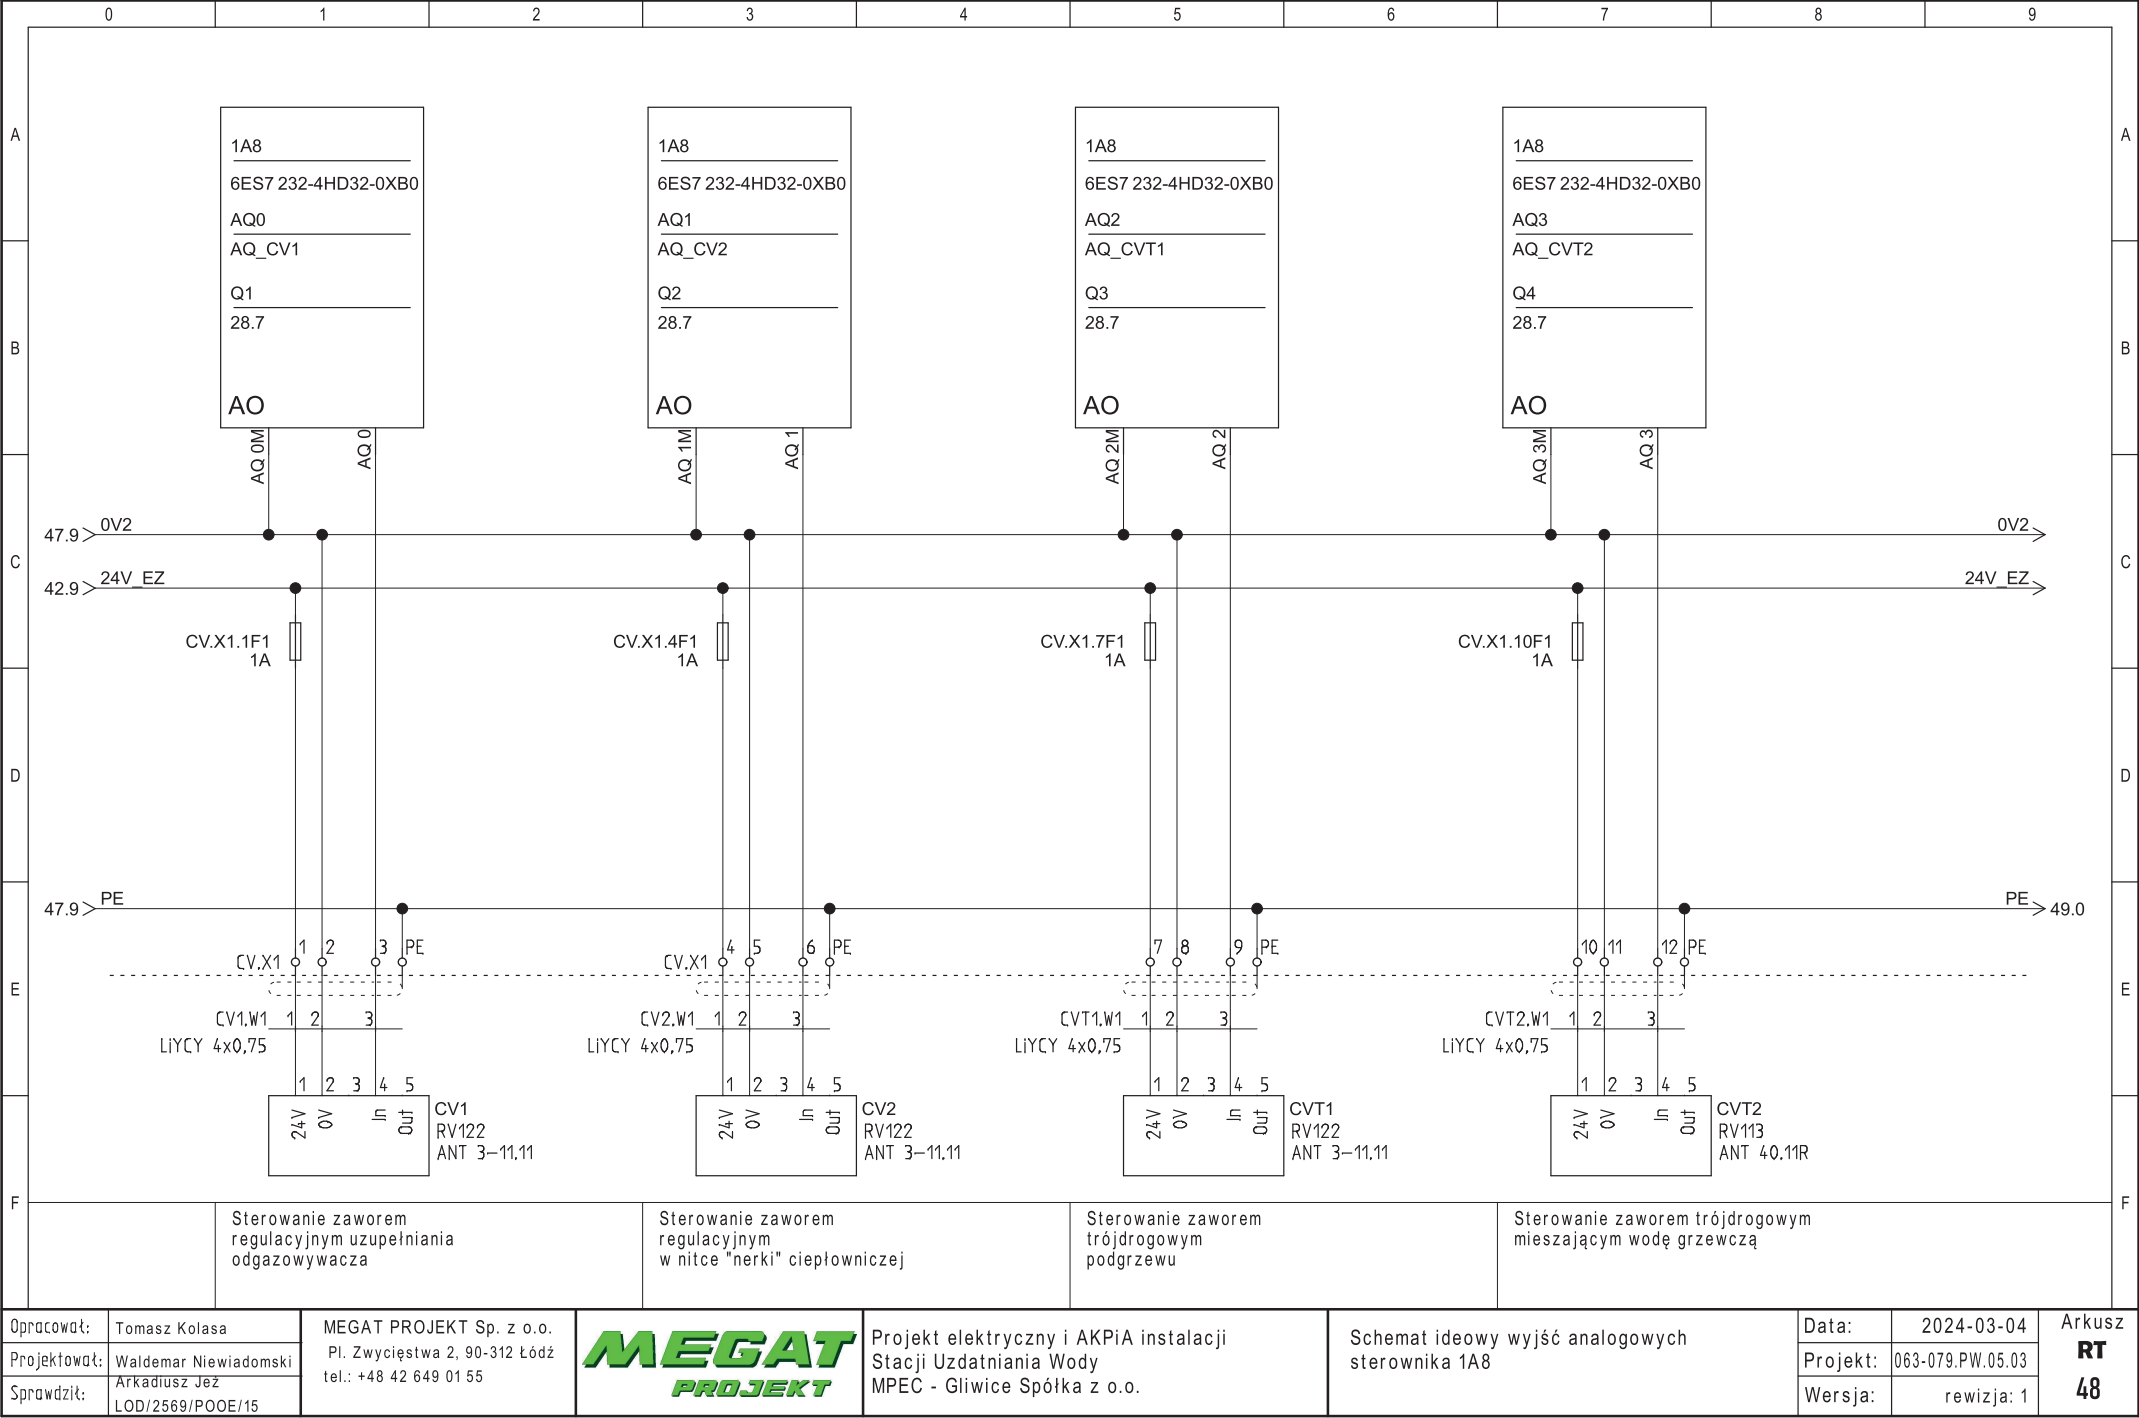 0 1 2 3 4 5 6 7 8 9
A A
1A8 1A8 1A8 1A8
6ES7 232-4HD32-0XB0 6ES7 232-4HD32-0XB0 6ES7 232-4HD32-0XB0 6ES7 232-4HD32-0XB0
AQ0 AQ1 AQ2 AQ3
AQ_CV1 AQ_CV2 AQ_CVT1 AQ_CVT2
Q1 Q2 Q3 Q4
28.7 28.7 28.7 28.7
B B
AO AO AO AO
AQ 0M AQ 0 AQ 1M AQ 1 AQ 2M AQ 2 AQ 3M AQ 3
47.9 0V2 0V2
C C
42.9 24V_EZ 24V_EZ
CV.X1.1F1 CV.X1.4F1 CV.X1.7F1 CV.X1.10F1
1A 1A 1A 1A
D D
47.9 PE PE 49.0
1 2 3 PE 4 5 6 PE 7 8 9 PE 10 11 12 PE
CV.X1 CV.X1
E E
CV1.W1 1 2 3 CV2.W1 1 2 3 CVT1.W1 1 2 3 CVT2.W1 1 2 3
LiYCY 4x0,75 LiYCY 4x0,75 LiYCY 4x0,75 LiYCY 4x0,75
1 2 3 4 5 1 2 3 4 5 1 2 3 4 5 1 2 3 4 5
24V 0V In Out CV1 24V 0V In Out CV2 24V 0V In Out CVT1 24V 0V In Out CVT2
RV122 RV122 RV122 RV113
ANT 3-11.11 ANT 3-11.11 ANT 3-11.11 ANT 40.11R
F F
Sterowanie zaworem
regulacyjnym uzupełniania
odgazowywacza
Sterowanie zaworem
regulacyjnym
w nitce "nerki" ciepłowniczej
Sterowanie zaworem
trójdrogowym
podgrzewu
Sterowanie zaworem trójdrogowym
mieszającym wodę grzewczą
Opracował: Tomasz Kolasa
Projektował: Waldemar Niewiadomski
Sprawdził: Arkadiusz Jeż
LOD/2569/POOE/15
MEGAT PROJEKT Sp. z o.o.
Pl. Zwycięstwa 2, 90-312 Łódź
tel.: +48 42 649 01 55
MEGAT
PROJEKT
Projekt elektryczny i AKPiA instalacji
Stacji Uzdatniania Wody
MPEC - Gliwice Spółka z o.o.
Schemat ideowy wyjść analogowych
sterownika 1A8
Data: 2024-03-04
Projekt: 063-079.PW.05.03
Wersja: rewizja: 1
Arkusz
RT
48